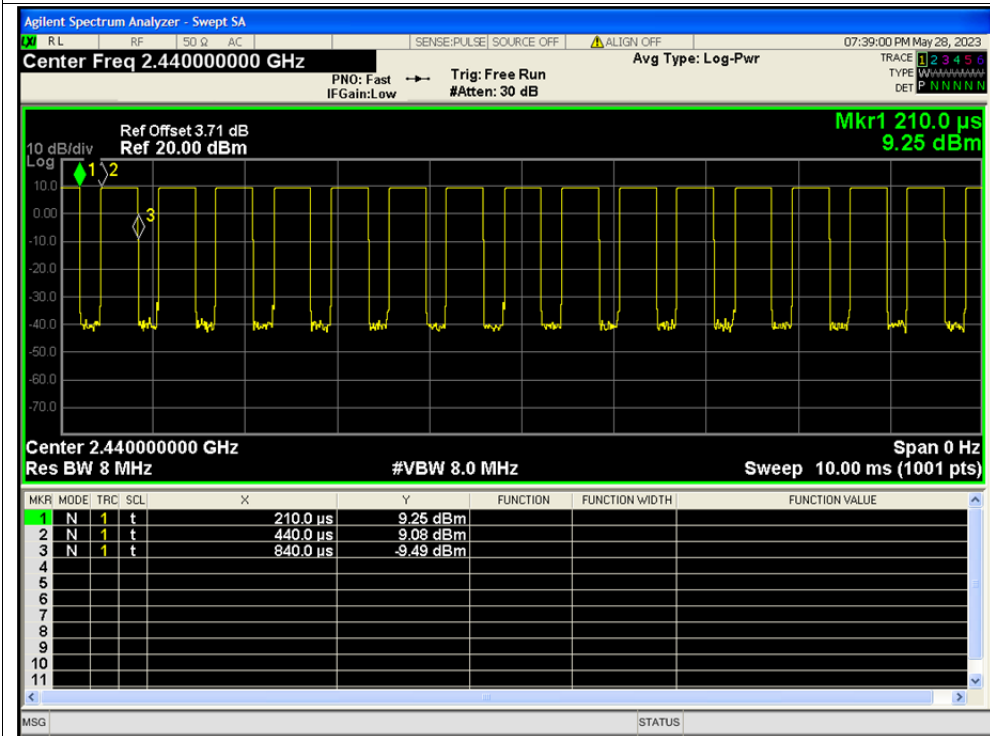 Agilent Spectrum Analyzer - Swept SA
LXI RL RF 50 Ω AC SENSE:PULSE SOURCE OFF ALIGN OFF 07:39:00 PM May 28, 2023
Center Freq 2.440000000 GHz
PNO: Fast
IFGain:Low
Trig: Free Run
#Atten: 30 dB
Avg Type: Log-Pwr
TRACE 1 2 3 4 5 6
TYPE WWWWWW
DET P N N N N N
Mkr1 210.0 µs
9.25 dBm
10 dB/div
Log
Ref Offset 3.71 dB
Ref 20.00 dBm
1 2
3
10.0
0.00
-10.0
-20.0
-30.0
-40.0
-50.0
-60.0
-70.0
Center 2.440000000 GHz Span 0 Hz
Res BW 8 MHz #VBW 8.0 MHz Sweep 10.00 ms (1001 pts)
MKR MODE TRC SCL X Y FUNCTION FUNCTION WIDTH FUNCTION VALUE
1 N 1 t 210.0 µs 9.25 dBm
2 N 1 t 440.0 µs 9.08 dBm
3 N 1 t 840.0 µs -9.49 dBm
4
5
6
7
8
9
10
11
MSG STATUS